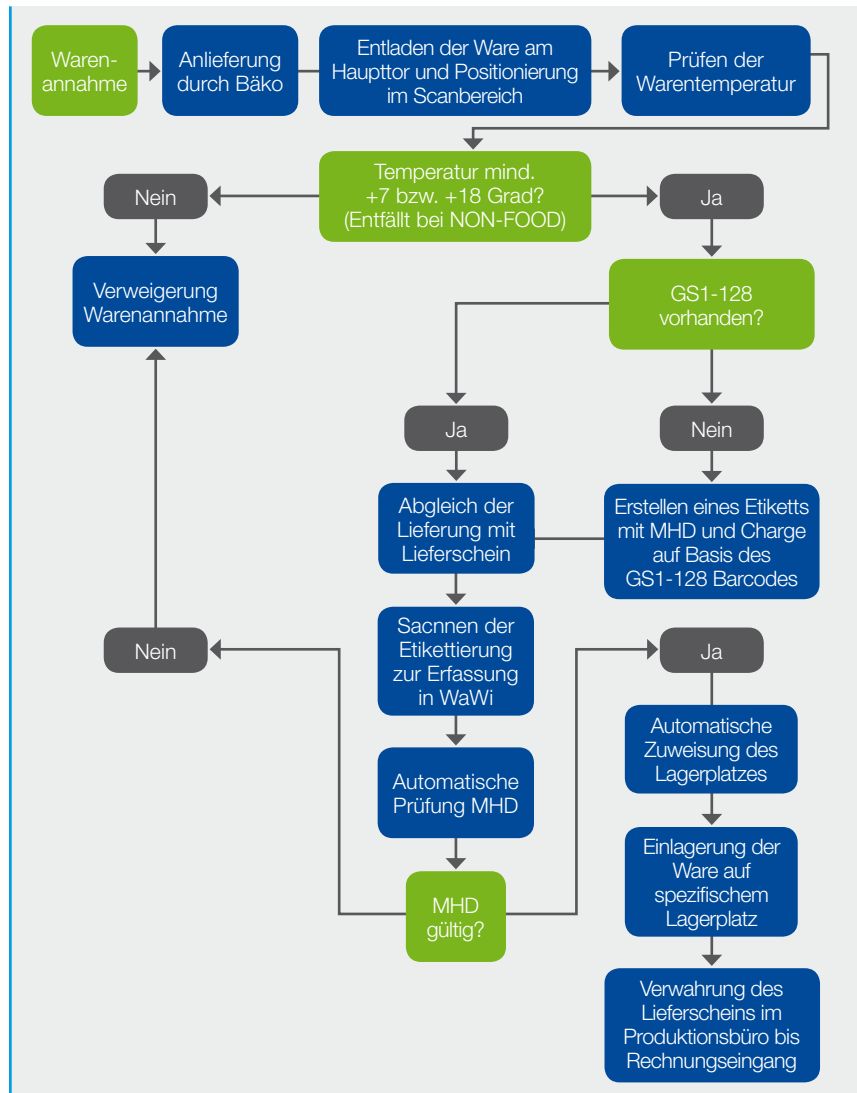 Waren-
annahme
Anlieferung
durch Bäko
Entladen der Ware am
Haupttor und Positionierung
im Scanbereich
Prüfen der
Warentemperatur
Temperatur mind.
+7 bzw. +18 Grad?
(Entfällt bei NON-FOOD)
Nein
Ja
Verweigerung
Warenannahme
GS1-128
vorhanden?
Ja
Nein
Abgleich der
Lieferung mit
Lieferschein
Erstellen eines Etiketts
mit MHD und Charge
auf Basis des
GS1-128 Barcodes
Sacnnen der
Etikettierung
zur Erfassung
in WaWi
Automatische
Prüfung MHD
MHD
gültig?
Nein
Ja
Automatische
Zuweisung des
Lagerplatzes
Einlagerung der
Ware auf
spezifischem
Lagerplatz
Verwahrung des
Lieferscheins im
Produktionsbüro bis
Rechnungseingang